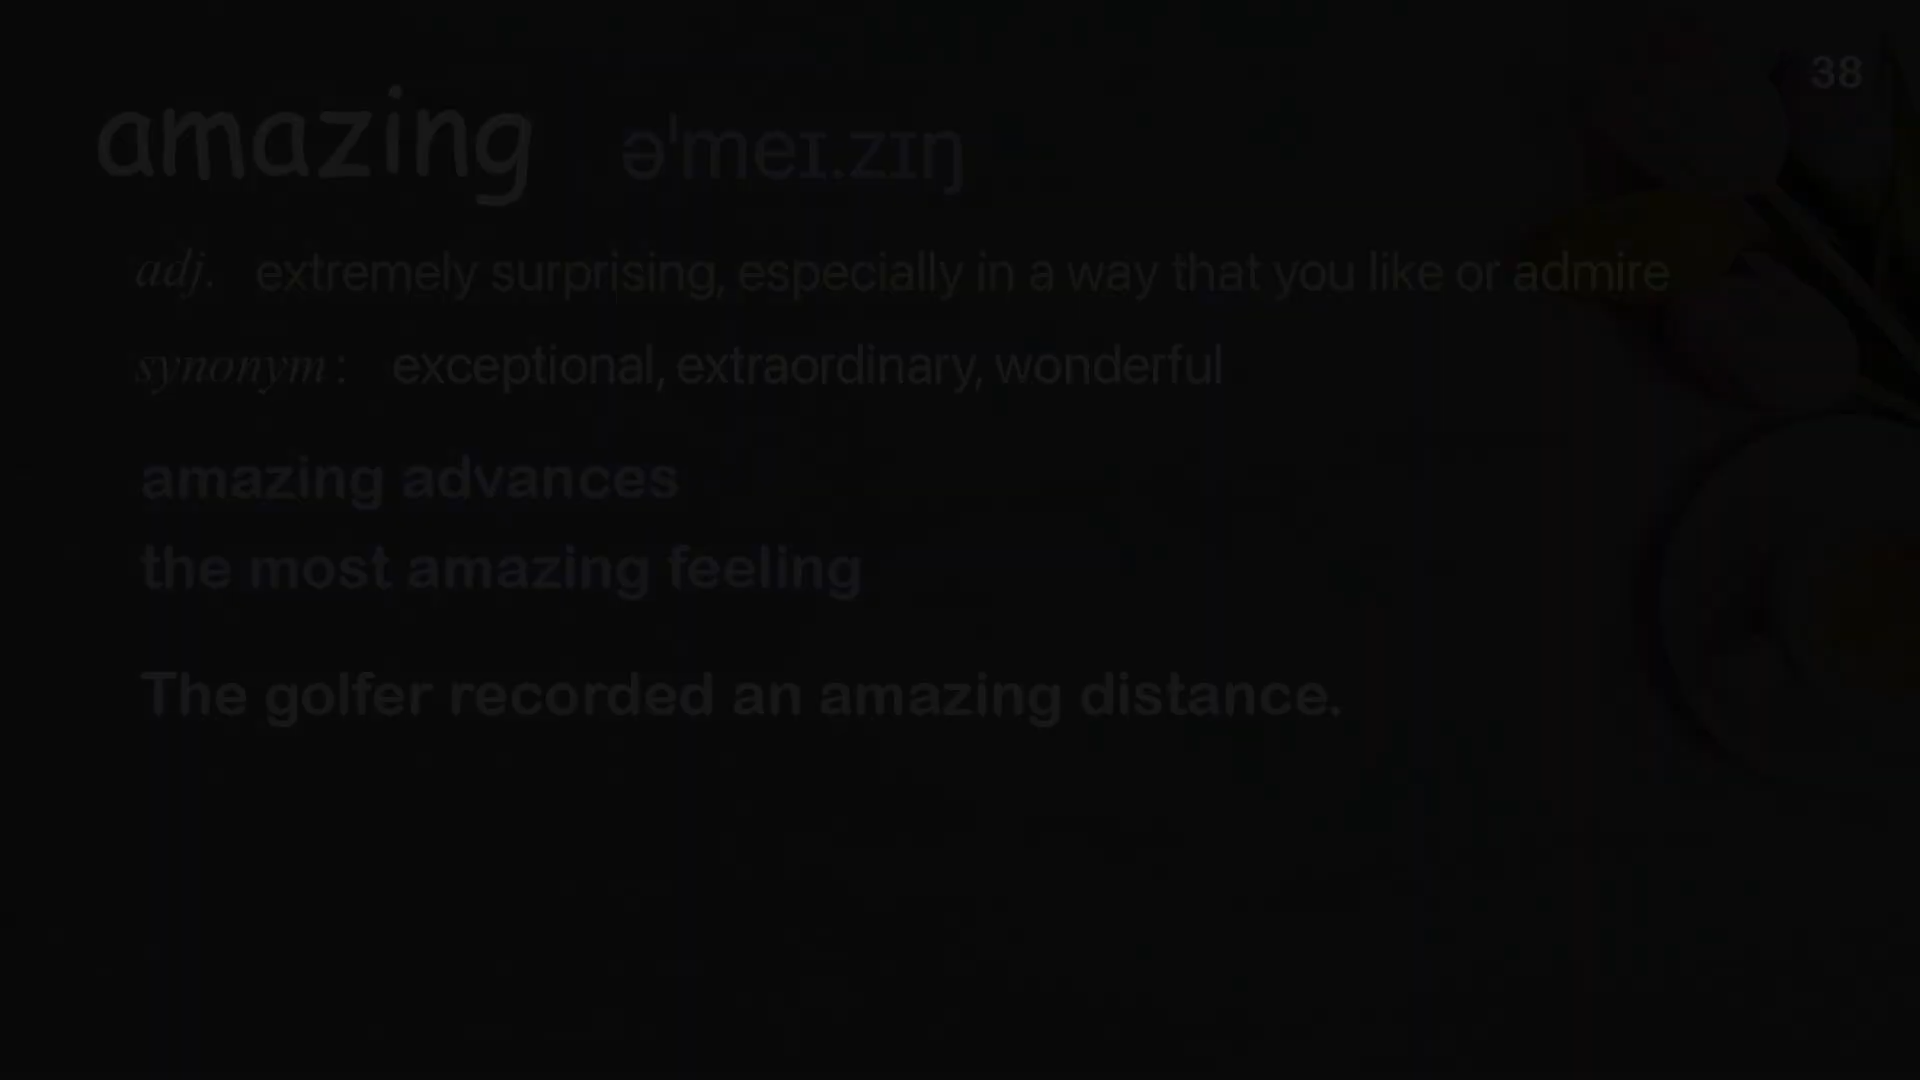 38
amazing əˈmeɪ.zɪŋ
adj. extremely surprising, especially in a way that you like or admire
synonym: exceptional, extraordinary, wonderful
amazing advances
the most amazing feeling
The golfer recorded an amazing distance.